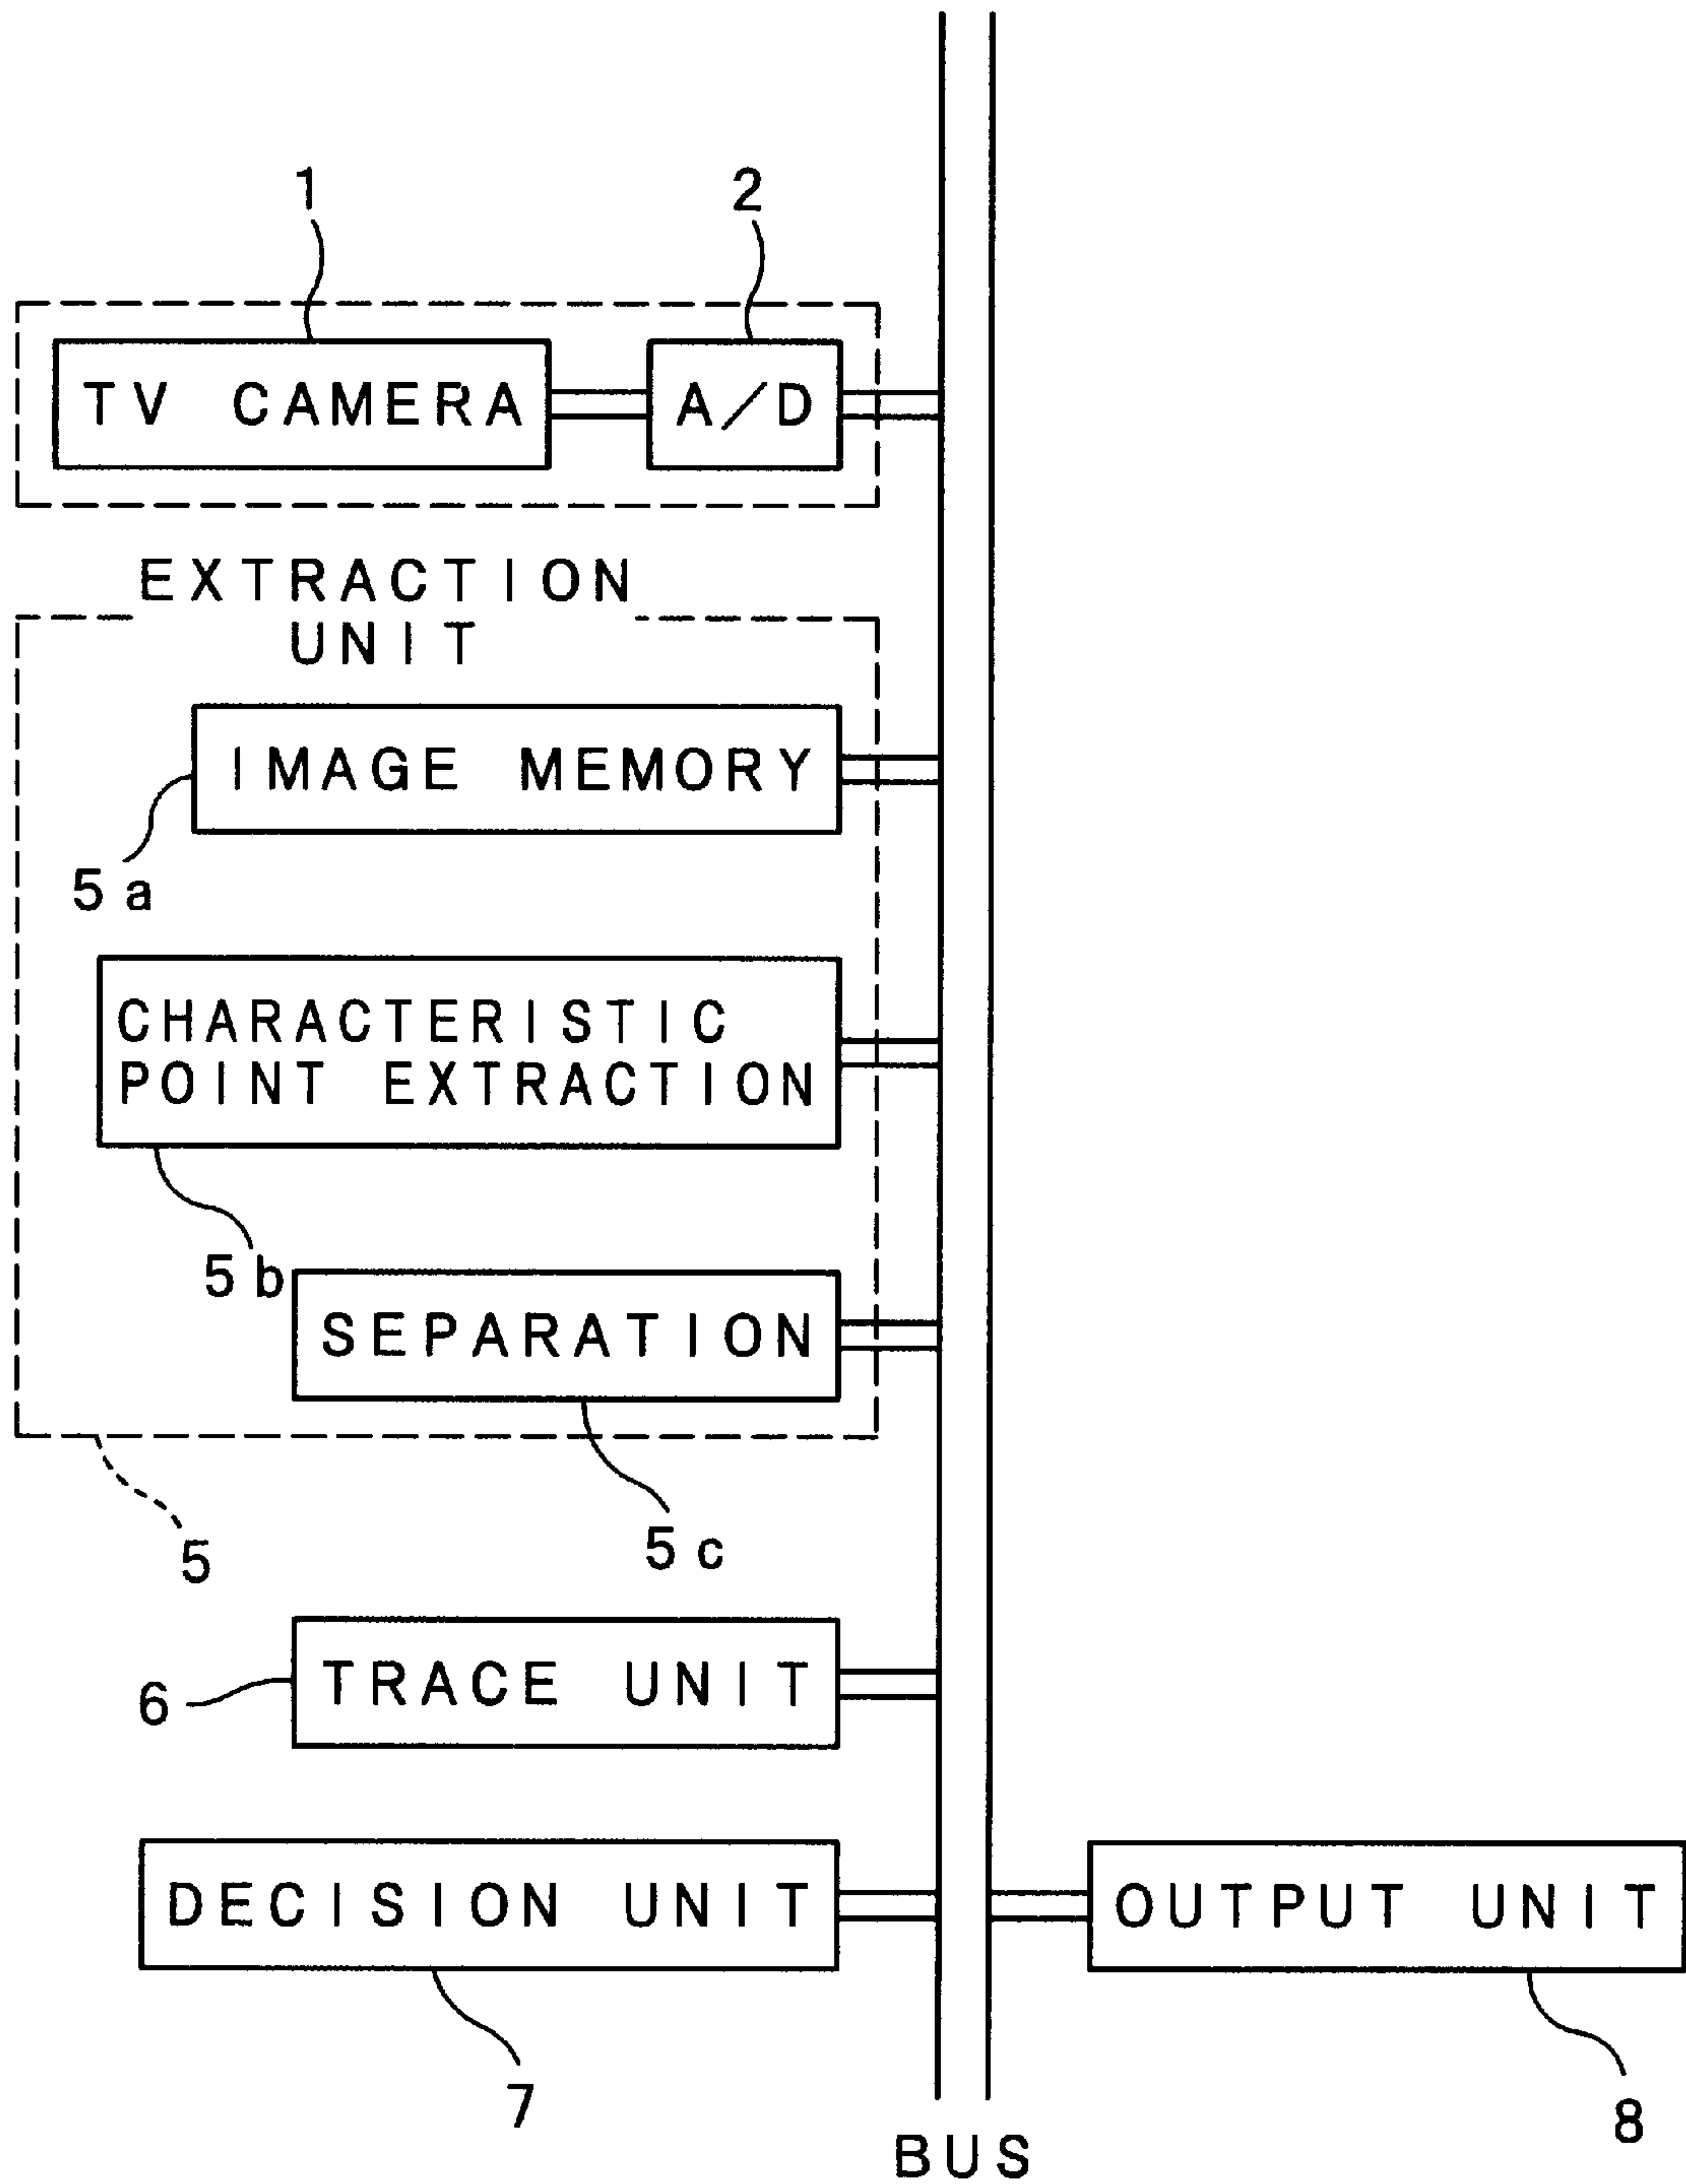 1
2
TV CAMERA
A/D
EXTRACTION
UNIT
IMAGE MEMORY
5a
CHARACTERISTIC
POINT EXTRACTION
5b
SEPARATION
5c
5
TRACE UNIT
6
DECISION UNIT
7
OUTPUT UNIT
8
BUS